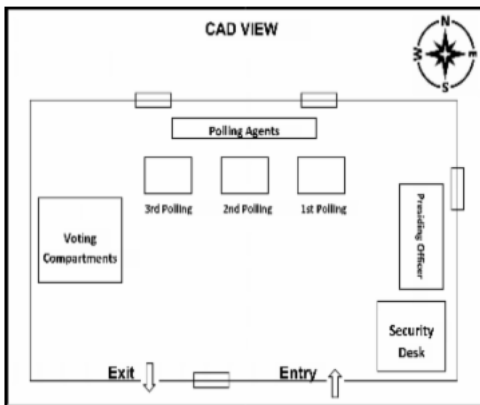 CAD VIEW
N
W
E
S
Polling Agents
3rd Polling
2nd Polling
1st Polling
Voting
Compartments
Presiding Officer
Security
Desk
Exit
Entry